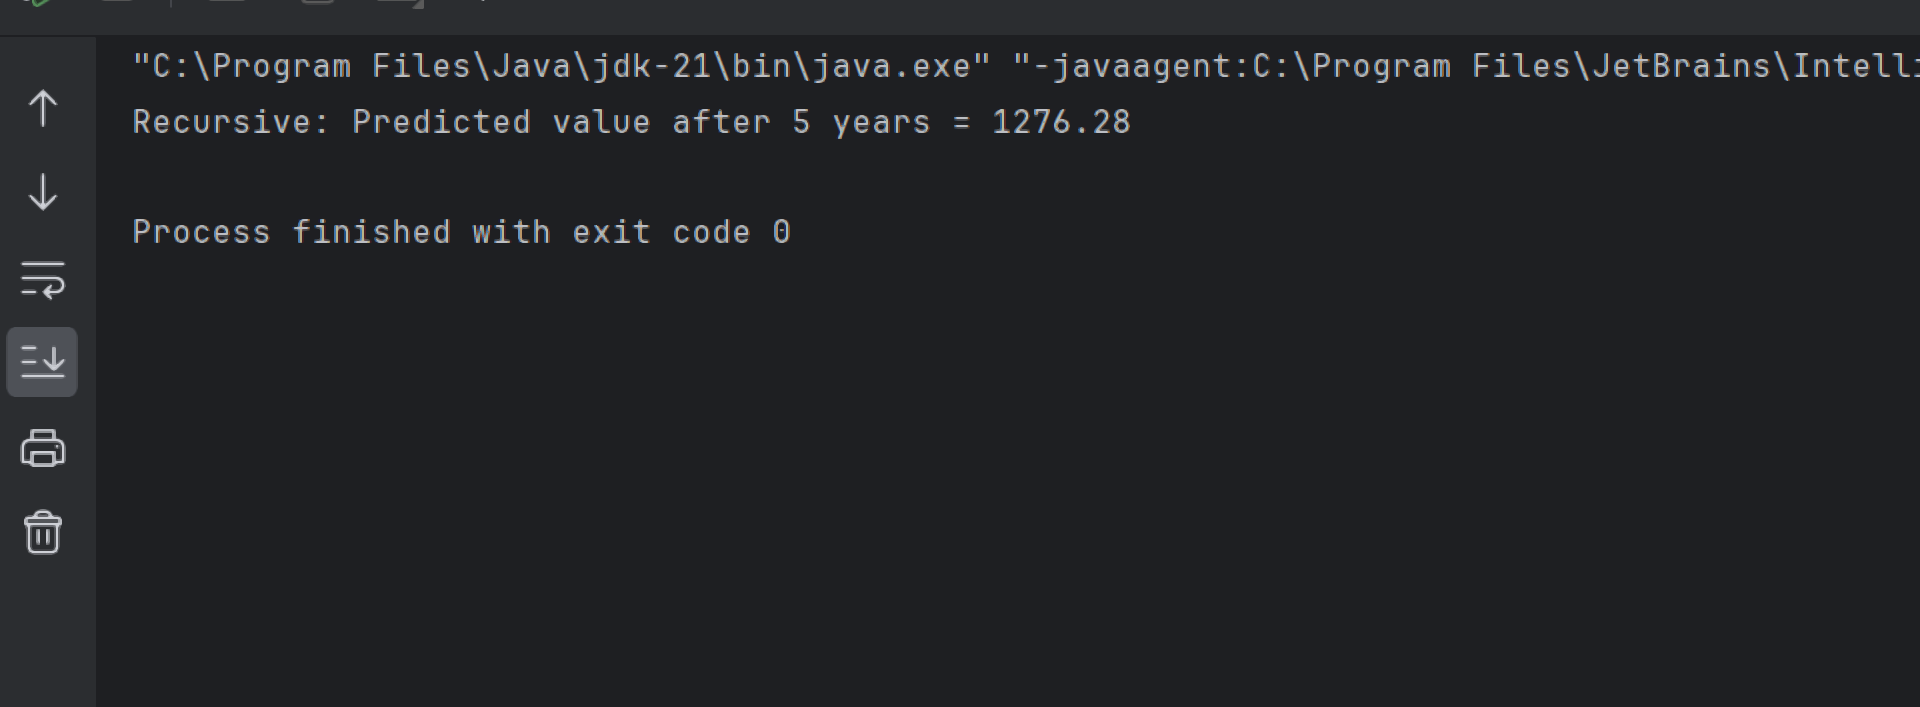 "C:\Program Files\Java\jdk-21\bin\java.exe" "-javaagent:C:\Program Files\JetBrains\Intelli
Recursive: Predicted value after 5 years = 1276.28
Process finished with exit code 0